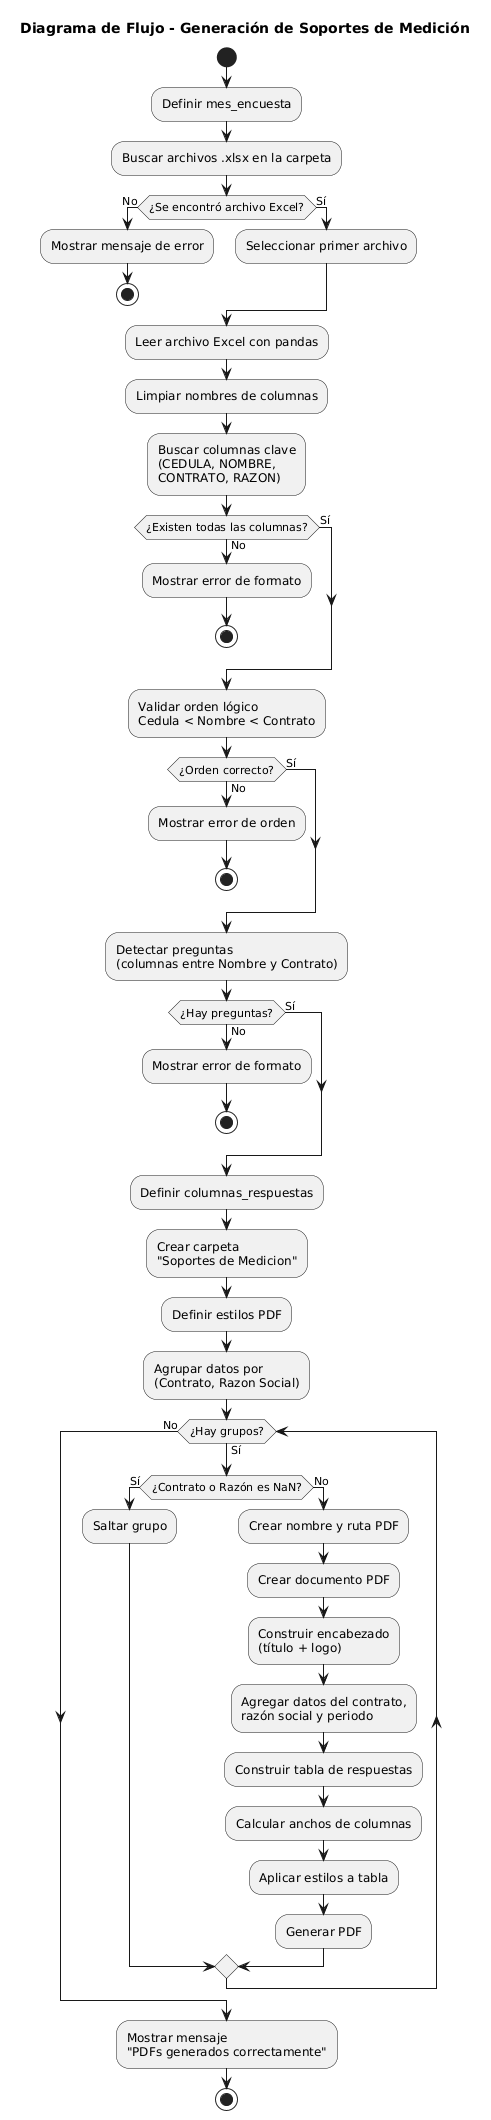 Diagrama de Flujo - Generación de Soportes de Medición
Definir mes_encuesta
Buscar archivos .xlsx en la carpeta
¿Se encontró archivo Excel?
No
Sí
Mostrar mensaje de error
Seleccionar primer archivo
Leer archivo Excel con pandas
Limpiar nombres de columnas
Buscar columnas clave
(CEDULA, NOMBRE,
CONTRATO, RAZON)
¿Existen todas las columnas?
Sí
No
Mostrar error de formato
Validar orden lógico
Cedula < Nombre < Contrato
¿Orden correcto?
Sí
No
Mostrar error de orden
Detectar preguntas
(columnas entre Nombre y Contrato)
¿Hay preguntas?
Sí
No
Mostrar error de formato
Definir columnas_respuestas
Crear carpeta
"Soportes de Medicion"
Definir estilos PDF
Agrupar datos por
(Contrato, Razon Social)
No
¿Hay grupos?
Sí
Sí
¿Contrato o Razón es NaN?
No
Saltar grupo
Crear nombre y ruta PDF
Crear documento PDF
Construir encabezado
(título + logo)
Agregar datos del contrato,
razón social y periodo
Construir tabla de respuestas
Calcular anchos de columnas
Aplicar estilos a tabla
Generar PDF
Mostrar mensaje
"PDFs generados correctamente"